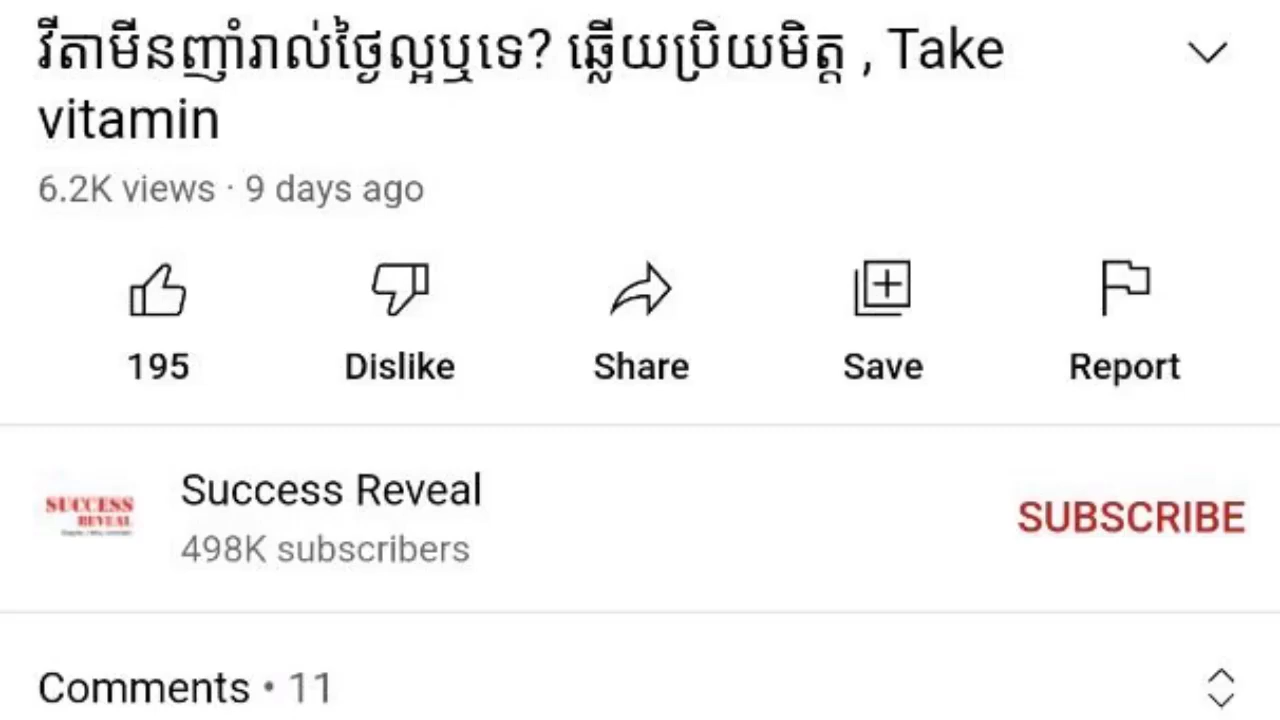 វីតាមីនញ៉ាំរាល់ថ្ងៃល្អឬទេ? ឆ្លើយប្រិយមិត្ត , Take
vitamin
6.2K views · 9 days ago
195 Dislike Share Save Report
SUCCESS
REVEAL
Success Reveal
498K subscribers
SUBSCRIBE
Comments • 11